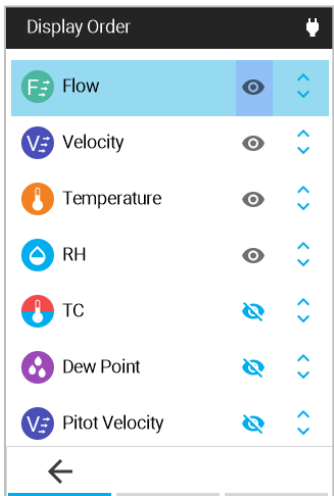 Display Order
F Flow
V Velocity
Temperature
RH
TC
Dew Point
V Pitot Velocity